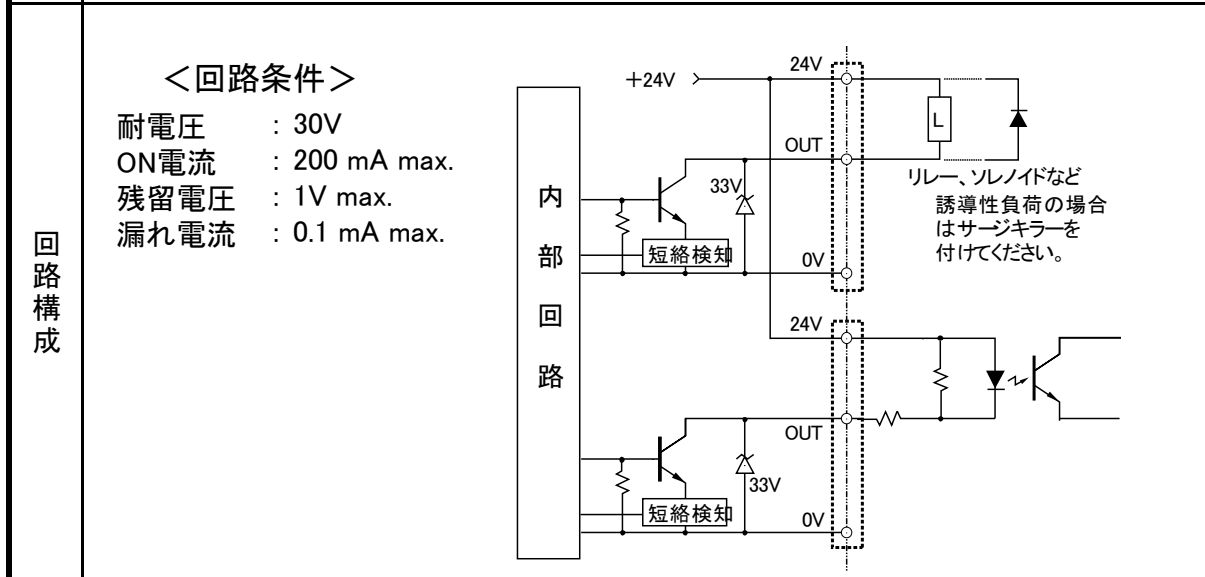 回路構成
＜回路条件＞
耐電圧 : 30V
ON電流 : 200 mA max.
残留電圧 : 1V max.
漏れ電流 : 0.1 mA max.
内部回路
＋24V
24V
OUT
33V
短絡検知
0V
L
リレー、ソレノイドなど
誘導性負荷の場合
はサージキラーを
付けてください。
24V
OUT
33V
短絡検知
0V